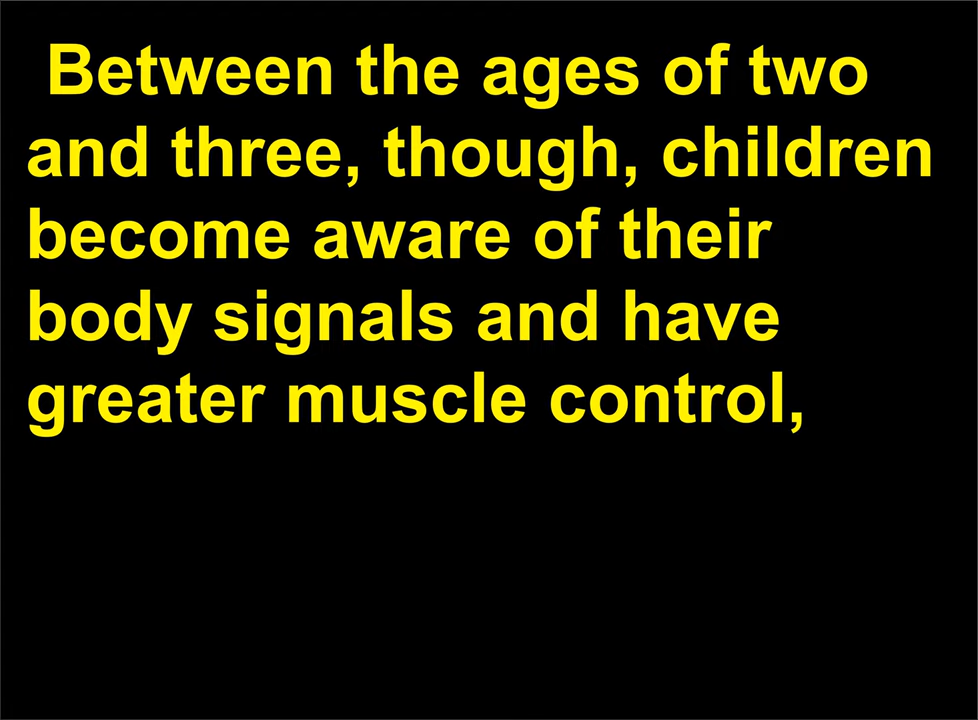 Between the ages of two
and three, though, children
become aware of their
body signals and have
greater muscle control,